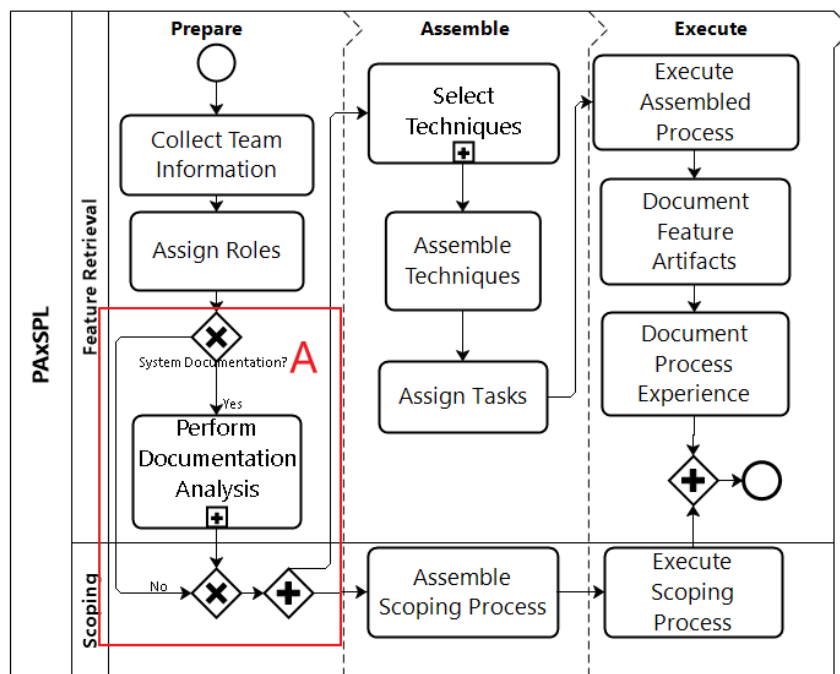 PAxSPL
Feature Retrieval
Scoping
Prepare
Assemble
Execute
Collect Team
Information
Assign Roles
System Documentation?
A
Yes
Perform
Documentation
Analysis
No
Select
Techniques
Assemble
Techniques
Assign Tasks
Assemble
Scoping Process
Execute
Assembled
Process
Document
Feature
Artifacts
Document
Process
Experience
Execute
Scoping
Process